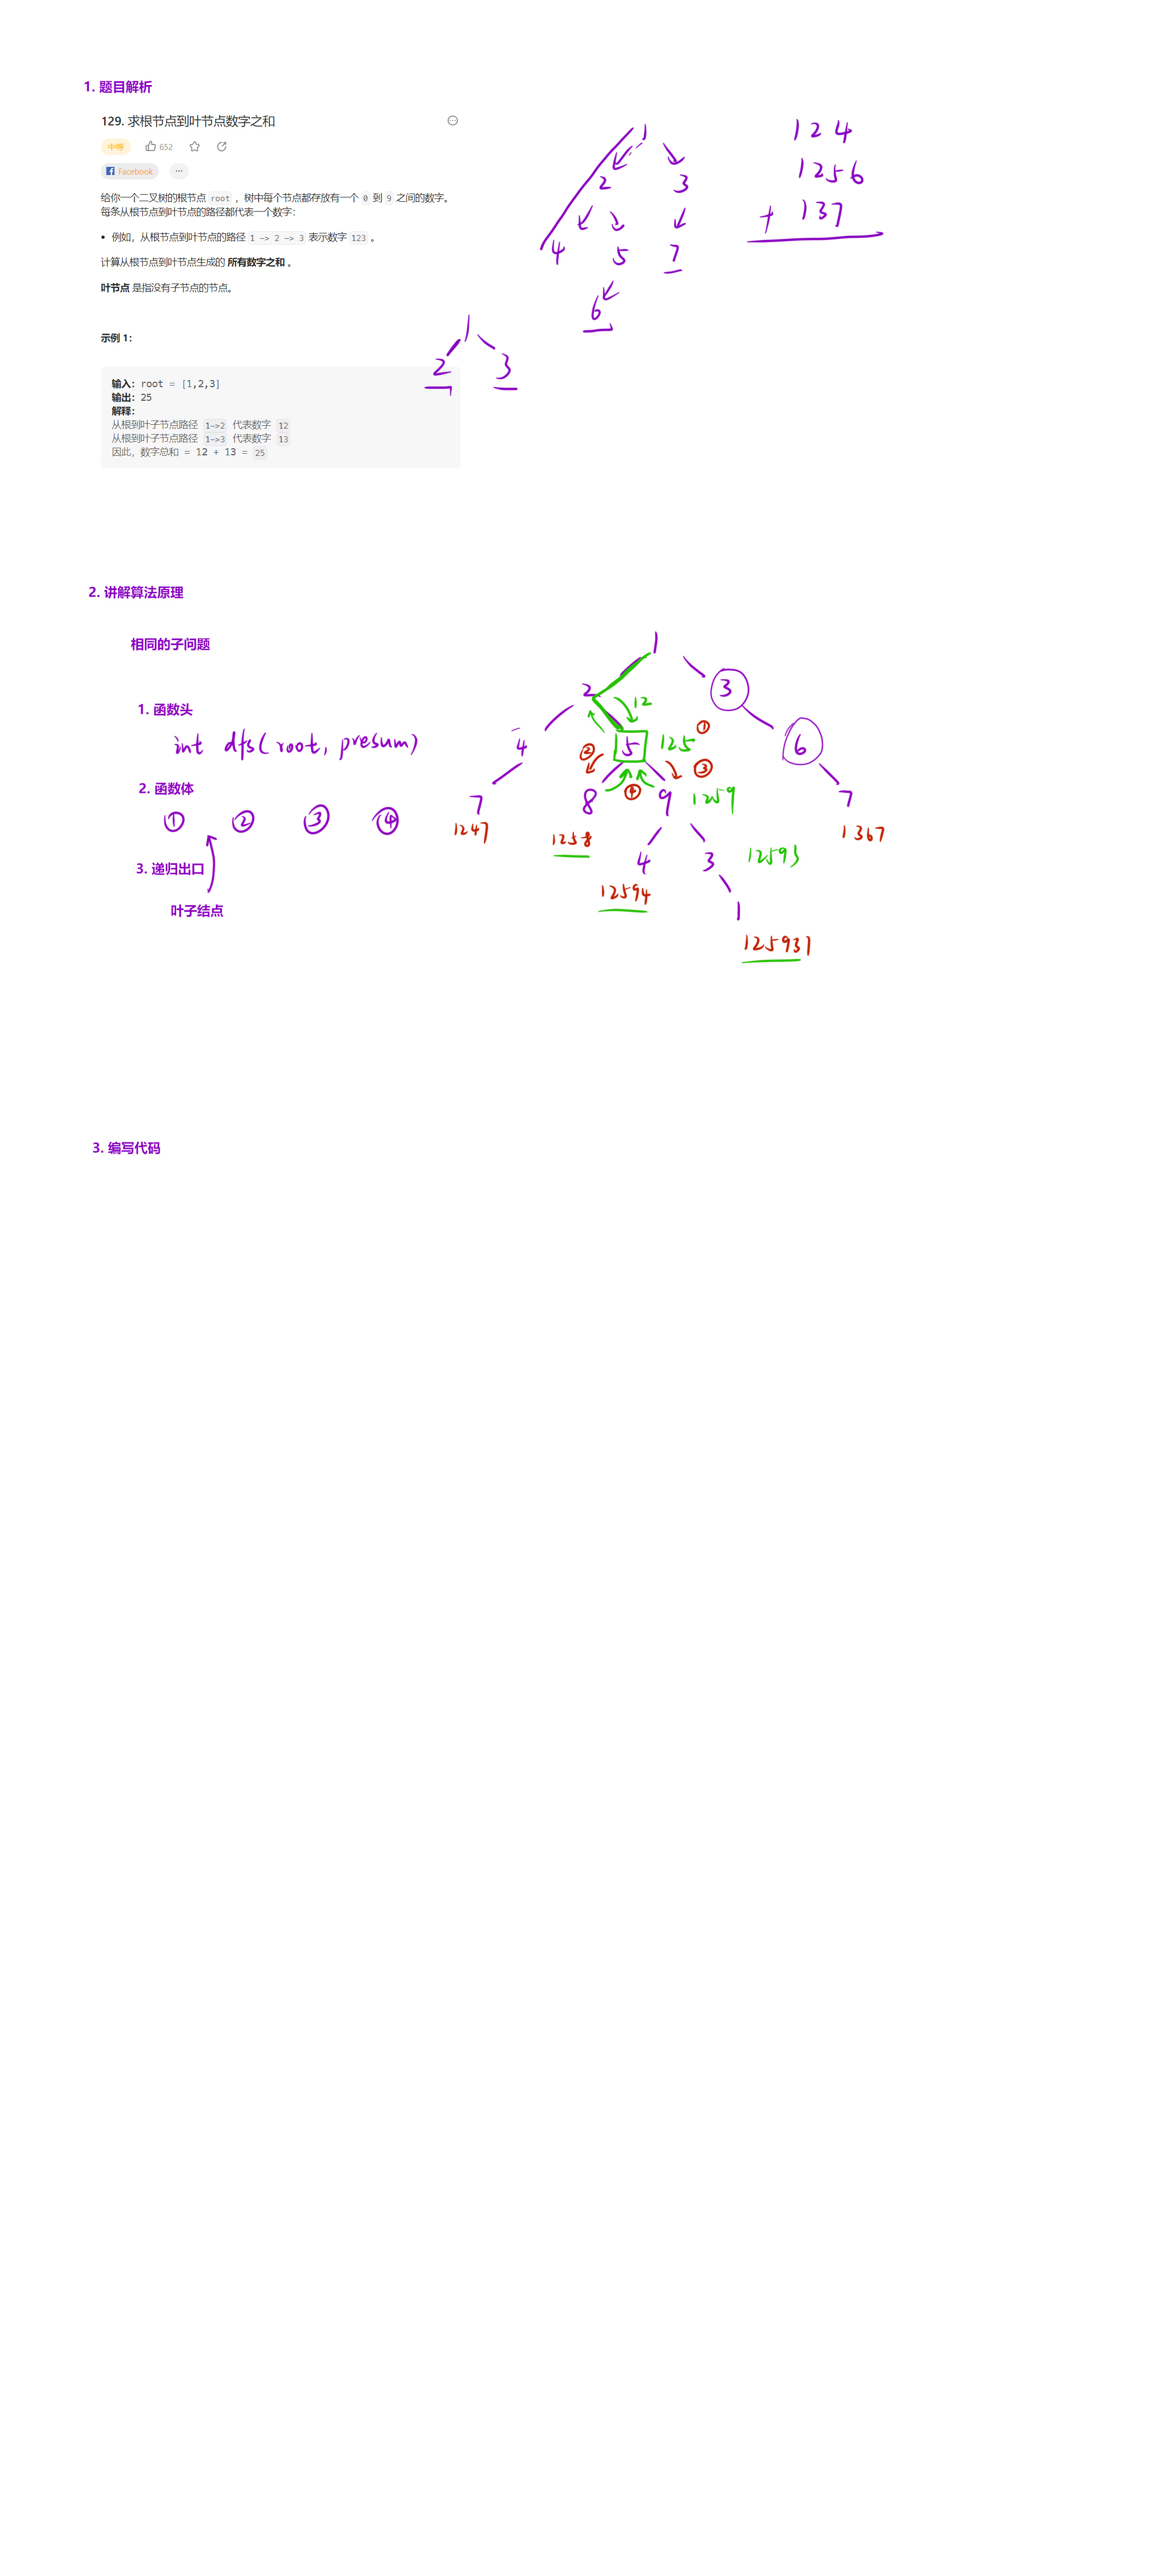 1. 题目解析
129. 求根节点到叶节点数字之和
中等 652
Facebook ...
给你一个二叉树的根节点 root ，树中每个节点都存放有一个 0 到 9 之间的数字。
每条从根节点到叶节点的路径都代表一个数字：
• 例如，从根节点到叶节点的路径 1 -> 2 -> 3 表示数字 123 。
计算从根节点到叶节点生成的 所有数字之和 。
叶节点 是指没有子节点的节点。
示例 1：
输入：root = [1,2,3]
输出：25
解释：
从根到叶子节点路径 1->2 代表数字 12
从根到叶子节点路径 1->3 代表数字 13
因此，数字总和 = 12 + 13 = 25
1
2 3
1
2 3
4 5 7
6
124
1256
+ 137
2. 讲解算法原理
相同的子问题
1. 函数头
int dfs(root, presum)
2. 函数体
① ② ③ ④
3. 递归出口
叶子结点
1
2 12 3
4 5 125 ① 6
② ③
7 8 ④ 9 1259 7
1247 1258 1367
4 3 12593
12594 1
125931
3. 编写代码